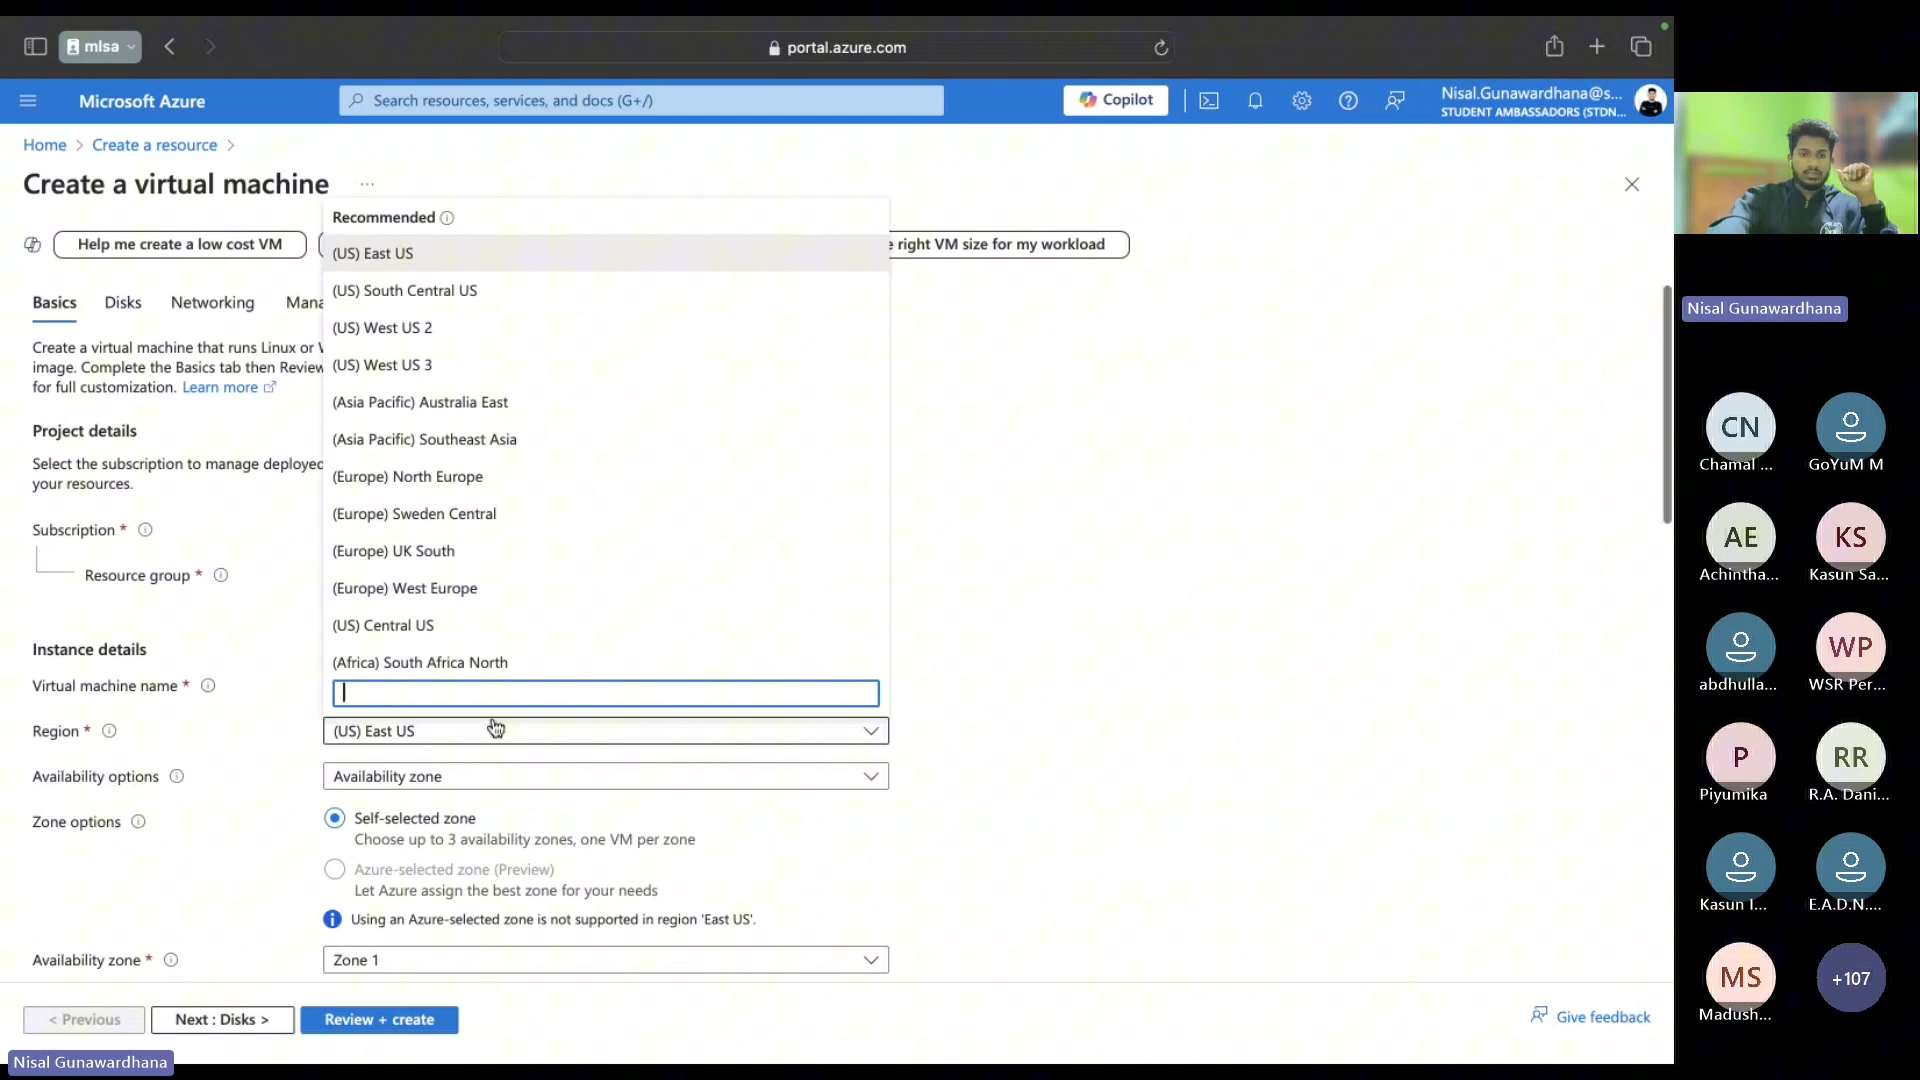 mlsa
portal.azure.com
Microsoft Azure
Search resources, services, and docs (G+/)
Copilot
Nisal.Gunawardhana@s...
STUDENT AMBASSADORS (STDN...
Home > Create a resource >
Create a virtual machine ...
Help me create a low cost VM
right VM size for my workload
Basics
Disks
Networking
Mana
Create a virtual machine that runs Linux or
image. Complete the Basics tab then Review
for full customization. Learn more
Project details
Select the subscription to manage deployed
your resources.
Subscription *
Resource group *
Instance details
Virtual machine name *
Recommended
(US) East US
(US) South Central US
(US) West US 2
(US) West US 3
(Asia Pacific) Australia East
(Asia Pacific) Southeast Asia
(Europe) North Europe
(Europe) Sweden Central
(Europe) UK South
(Europe) West Europe
(US) Central US
(Africa) South Africa North
Region *
(US) East US
Availability options
Availability zone
Zone options
Self-selected zone
Choose up to 3 availability zones, one VM per zone
Azure-selected zone (Preview)
Let Azure assign the best zone for your needs
Using an Azure-selected zone is not supported in region 'East US'.
Availability zone *
Zone 1
< Previous
Next : Disks >
Review + create
Give feedback
Nisal Gunawardhana
Nisal Gunawardhana
CN
Chamal ...
GoYuM M
AE
Achintha...
KS
Kasun Sa...
abdhulla...
WP
WSR Per...
P
Piyumika
RR
R.A. Dani...
Kasun I...
E.A.D.N....
MS
Madush...
+107